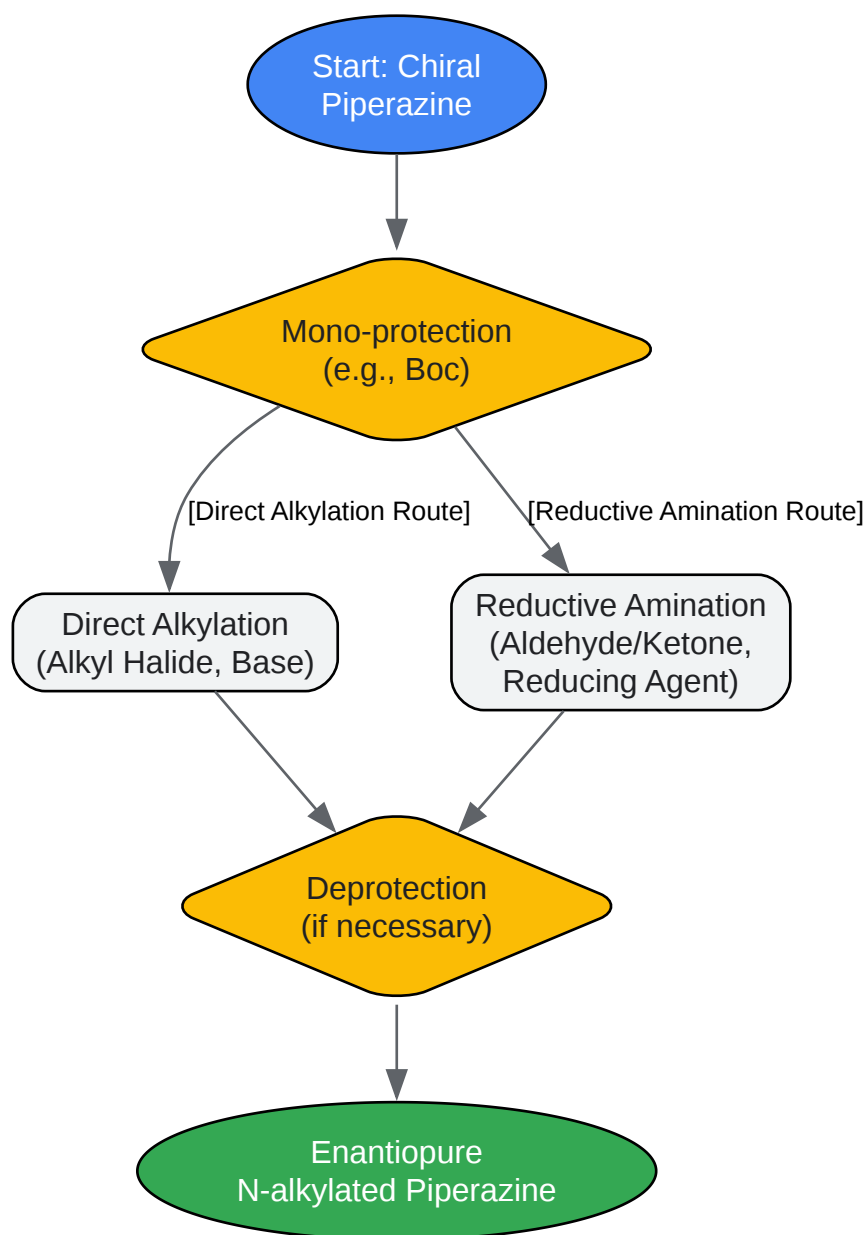 Start: Chiral
Piperazine
Mono-protection
(e.g., Boc)
[Direct Alkylation Route]
[Reductive Amination Route]
Direct Alkylation
(Alkyl Halide, Base)
Reductive Amination
(Aldehyde/Ketone,
Reducing Agent)
Deprotection
(if necessary)
Enantiopure
N-alkylated Piperazine